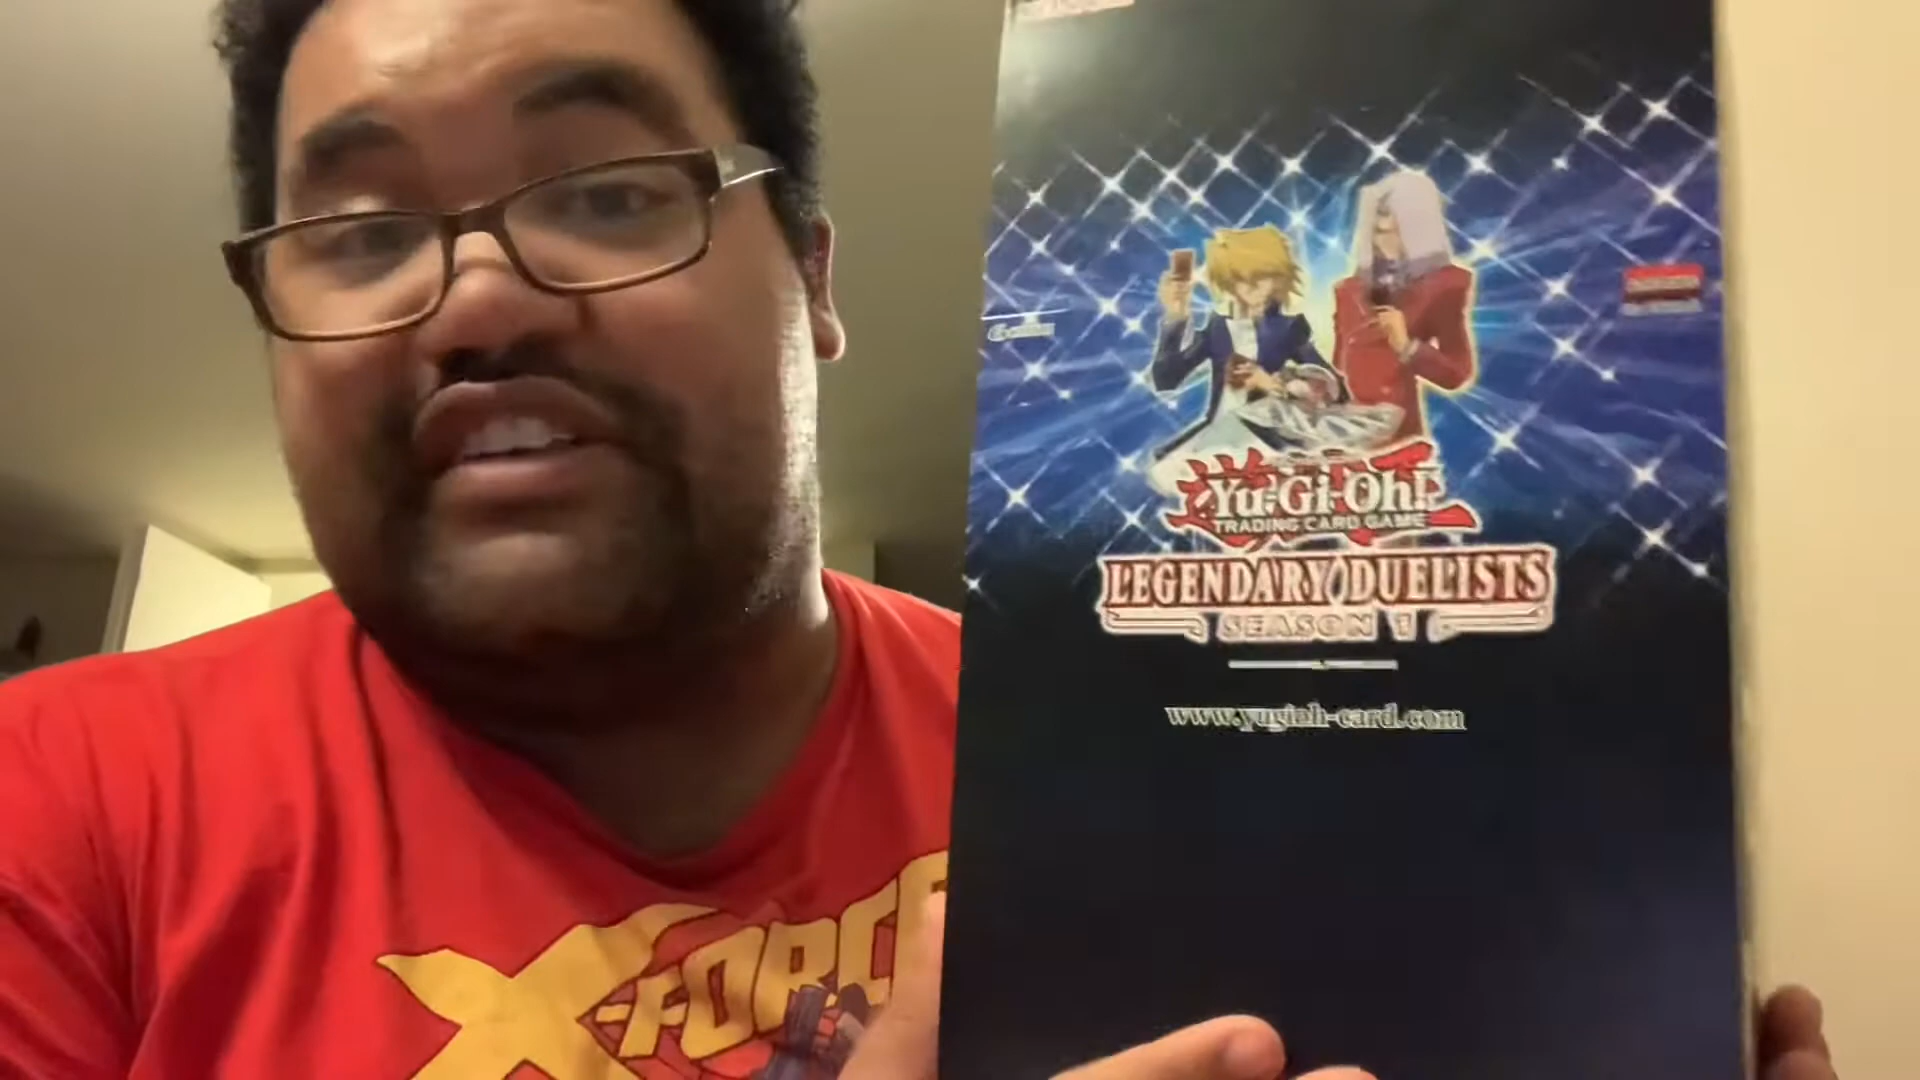 Yu-Gi-Oh!
TRADING CARD GAME
LEGENDARY DUELISTS
SEASON 1
www.yugioh-card.com
X-FORCE